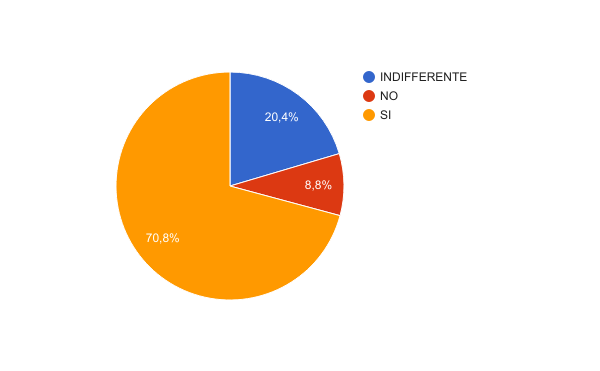 INDIFFERENTE
NO
SI
20,4%
8,8%
70,8%